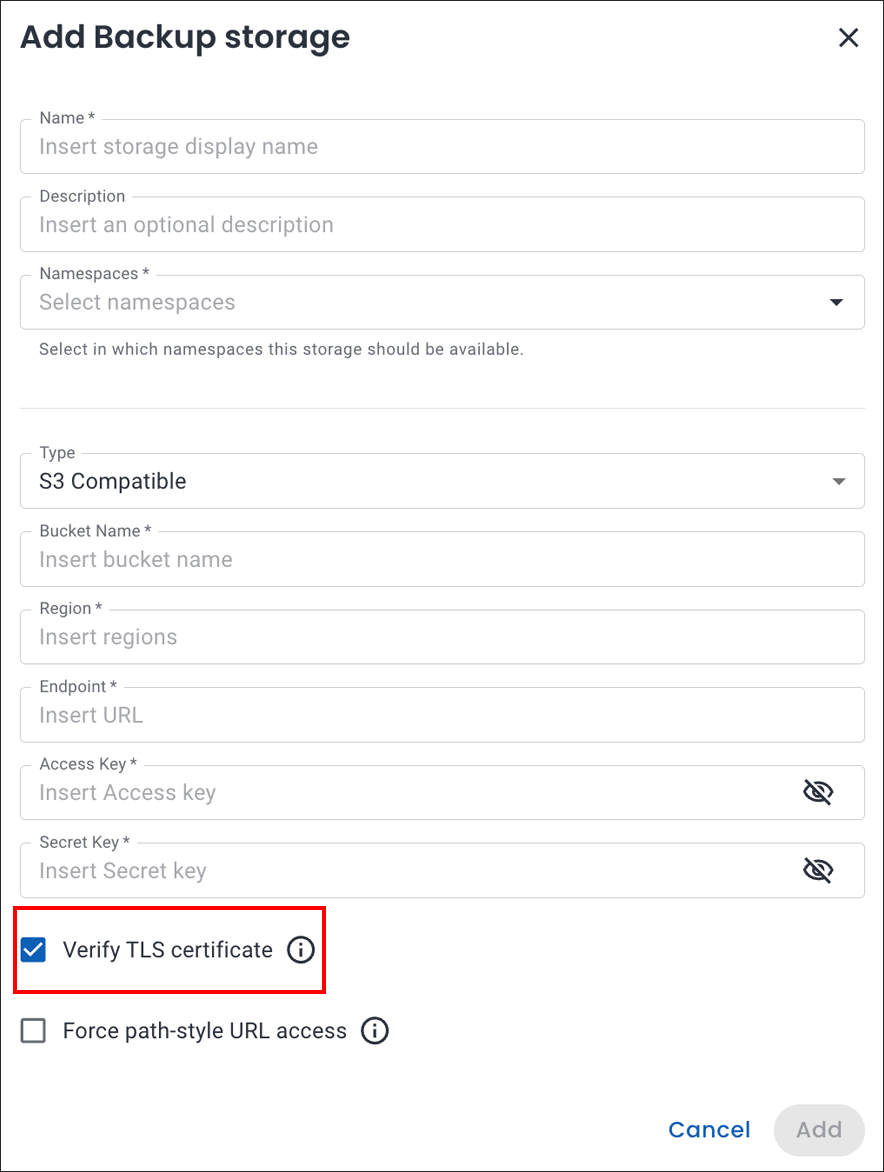 Add Backup storage
Name *
Insert storage display name
Description
Insert an optional description
Namespaces *
Select namespaces
Select in which namespaces this storage should be available.
Type
S3 Compatible
Bucket Name *
Insert bucket name
Region *
Insert regions
Endpoint *
Insert URL
Access Key *
Insert Access key
Secret Key *
Insert Secret key
Verify TLS certificate
Force path-style URL access
Cancel Add